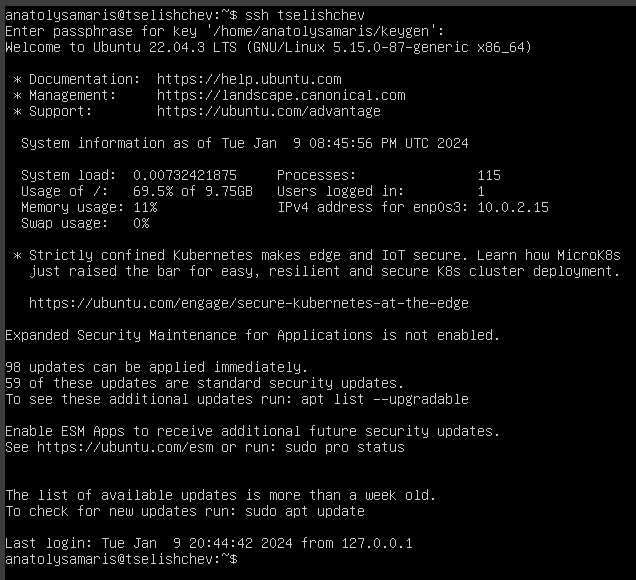 anatolysamaris@tselishchev:~$ ssh tselishchev
Enter passphrase for key '/home/anatolysamaris/keygen':
Welcome to Ubuntu 22.04.3 LTS (GNU/Linux 5.15.0-87-generic x86_64)

 * Documentation:  https://help.ubuntu.com
 * Management:     https://landscape.canonical.com
 * Support:        https://ubuntu.com/advantage

  System information as of Tue Jan  9 08:45:56 PM UTC 2024

  System load:  0.00732421875     Processes:               115
  Usage of /:   69.5% of 9.75GB   Users logged in:         1
  Memory usage: 11%               IPv4 address for enp0s3: 10.0.2.15
  Swap usage:   0%

 * Strictly confined Kubernetes makes edge and IoT secure. Learn how MicroK8s
   just raised the bar for easy, resilient and secure K8s cluster deployment.

   https://ubuntu.com/engage/secure-kubernetes-at-the-edge

Expanded Security Maintenance for Applications is not enabled.

98 updates can be applied immediately.
59 of these updates are standard security updates.
To see these additional updates run: apt list --upgradable

Enable ESM Apps to receive additional future security updates.
See https://ubuntu.com/esm or run: sudo pro status


The list of available updates is more than a week old.
To check for new updates run: sudo apt update

Last login: Tue Jan  9 20:44:42 2024 from 127.0.0.1
anatolysamaris@tselishchev:~$